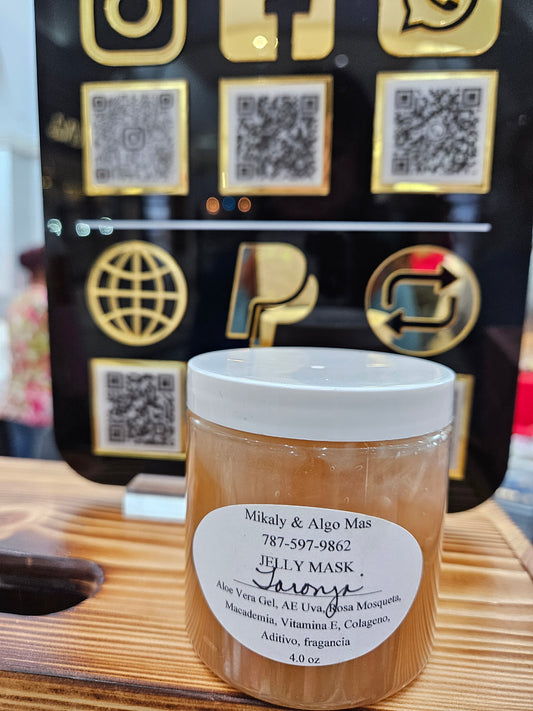 Mikaly & Algo Mas
787-597-9862
JELLY MASK
Toronja
Aloe Vera Gel, AE Uva, Rosa Mosqueta,
Macademia, Vitamina E, Colageno,
Aditivo, fragancia
4.0 oz